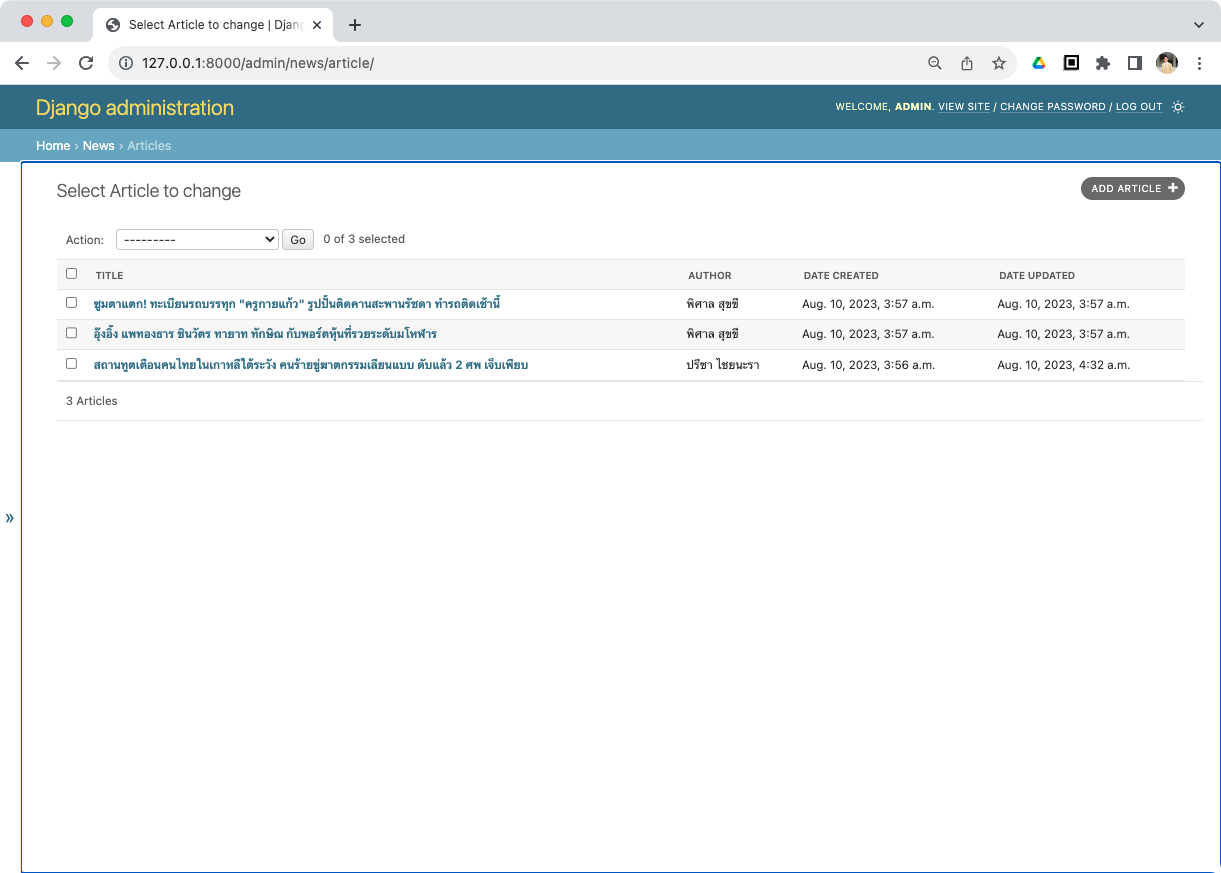 Select Article to change | Djan
127.0.0.1:8000/admin/news/article/
Django administration
WELCOME, ADMIN. VIEW SITE / CHANGE PASSWORD / LOG OUT
Home › News › Articles
Select Article to change
ADD ARTICLE +
Action: --------- Go 0 of 3 selected
TITLE AUTHOR DATE CREATED DATE UPDATED
ซูมตาแตก! ทะเบียนรถบรรทุก "ครูกายแก้ว" รูปปั้นติดคานสะพานรัชดา ทำรถติดเช้านี้ พิศาล สุขขี Aug. 10, 2023, 3:57 a.m. Aug. 10, 2023, 3:57 a.m.
อุ๊งอิ๊ง แพทองธาร ชินวัตร ทายาท ทักษิณ กับพอร์ตหุ้นที่รวยระดับมโหฬาร พิศาล สุขขี Aug. 10, 2023, 3:57 a.m. Aug. 10, 2023, 3:57 a.m.
สถานทูตเตือนคนไทยในเกาหลีใต้ระวัง คนร้ายขู่ฆาตกรรมเลียนแบบ ดับแล้ว 2 ศพ เจ็บเพียบ ปรีชา ไชยนะรา Aug. 10, 2023, 3:56 a.m. Aug. 10, 2023, 4:32 a.m.
3 Articles
»